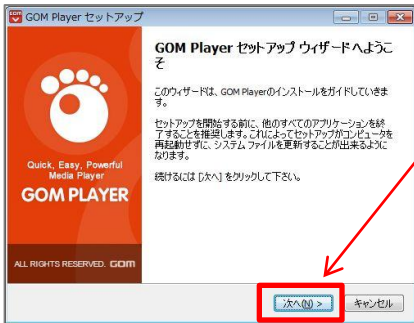 GOM Player セットアップ
GOM Player セットアップ ウィザードへようこ
そ
このウィザードは、GOM Playerのインストールをガイドしていきま
す。
セットアップを開始する前に、他のすべてのアプリケーションを終
了することを推奨します。これによってセットアップがコンピュータを
再起動せずに、システム ファイルを更新することが出来るように
なります。
続けるには [次へ] をクリックして下さい。
Quick, Easy, Powerful
Media Player
GOM PLAYER
ALL RIGHTS RESERVED. GOM
次へ(N) >
キャンセル